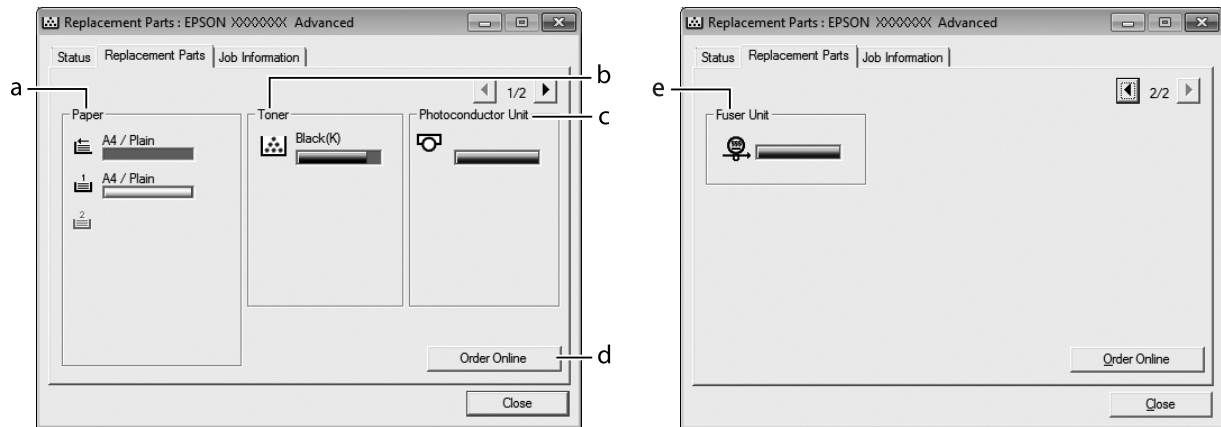 Replacement Parts : EPSON XXXXXXX Advanced
Status Replacement Parts Job Information
1/2
a
b
c
Paper
Toner
Photoconductor Unit
A4 / Plain
Black(K)
1
A4 / Plain
2
Order Online
d
Close
Replacement Parts : EPSON XXXXXXX Advanced
Status Replacement Parts Job Information
2/2
e
Fuser Unit
Order Online
Close